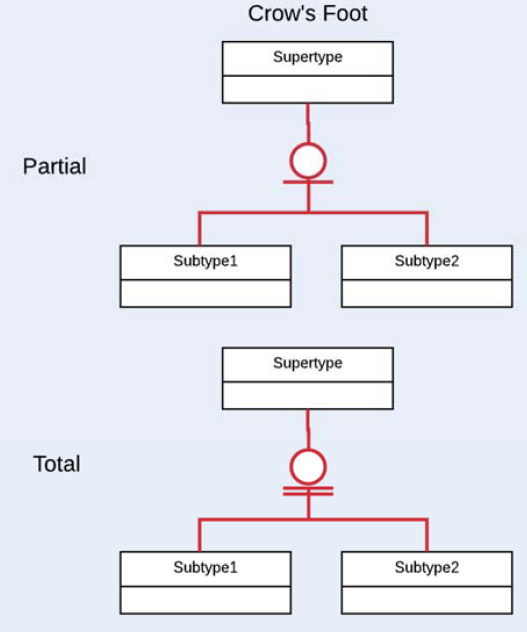 Crow's Foot
Supertype
Partial
Subtype1
Subtype2
Supertype
Total
Subtype1
Subtype2